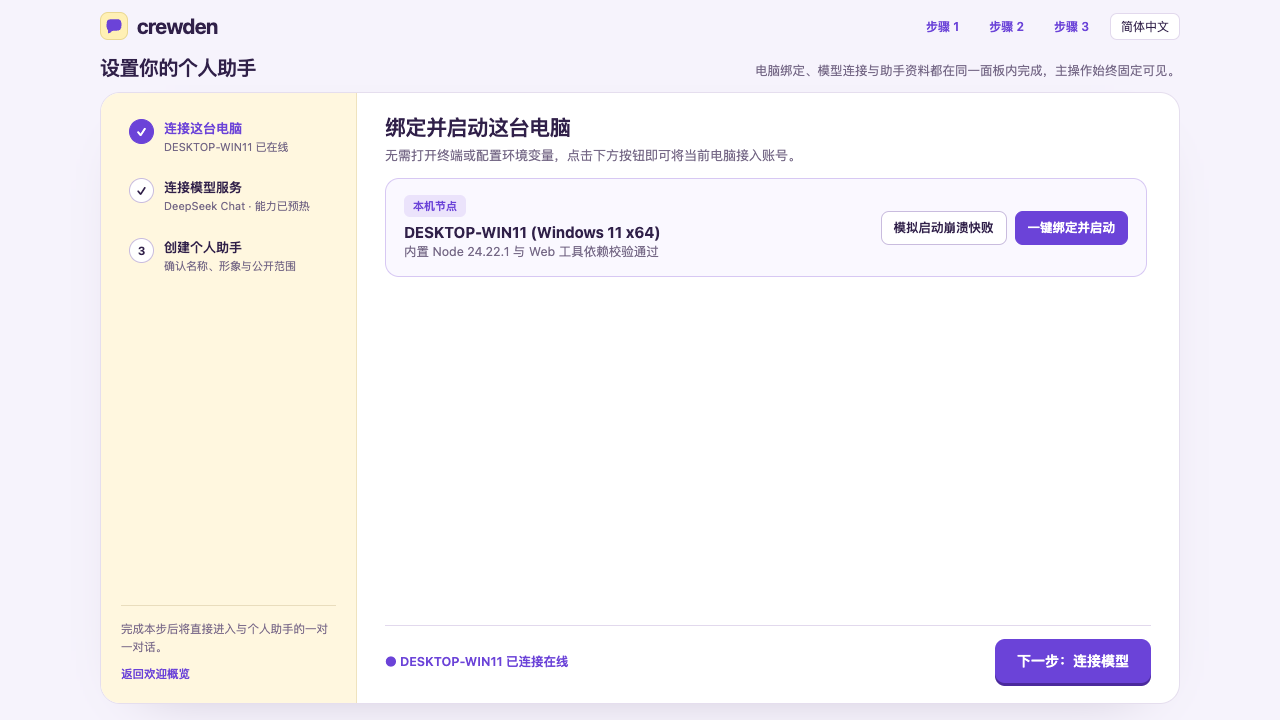 crewden
步骤 1
步骤 2
步骤 3
简体中文
设置你的个人助手
电脑绑定、模型连接与助手资料都在同一面板内完成，主操作始终固定可见。
连接这台电脑
DESKTOP-WIN11 已在线
连接模型服务
DeepSeek Chat · 能力已预热
3
创建个人助手
确认名称、形象与公开范围
完成本步后将直接进入与个人助手的一对
一对话。
返回欢迎概览
绑定并启动这台电脑
无需打开终端或配置环境变量，点击下方按钮即可将当前电脑接入账号。
本机节点
DESKTOP-WIN11 (Windows 11 x64)
内置 Node 24.22.1 与 Web 工具依赖校验通过
模拟启动崩溃快败
一键绑定并启动
DESKTOP-WIN11 已连接在线
下一步：连接模型